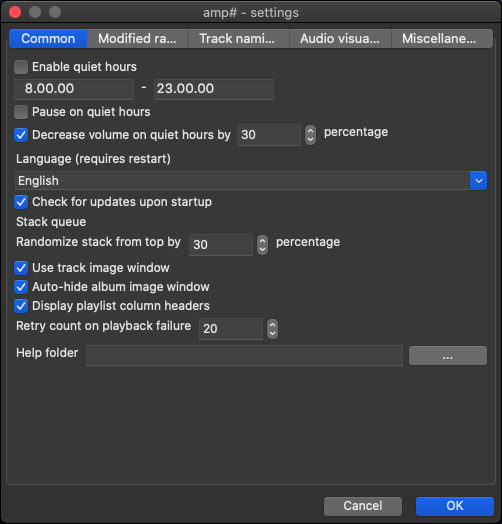 amp# - settings
Common Modified ra... Track nami... Audio visua... Miscellane...
Enable quiet hours
8.00.00 - 23.00.00
Pause on quiet hours
Decrease volume on quiet hours by 30 percentage
Language (requires restart)
English
Check for updates upon startup
Stack queue
Randomize stack from top by 30 percentage
Use track image window
Auto-hide album image window
Display playlist column headers
Retry count on playback failure 20
Help folder ...
Cancel OK